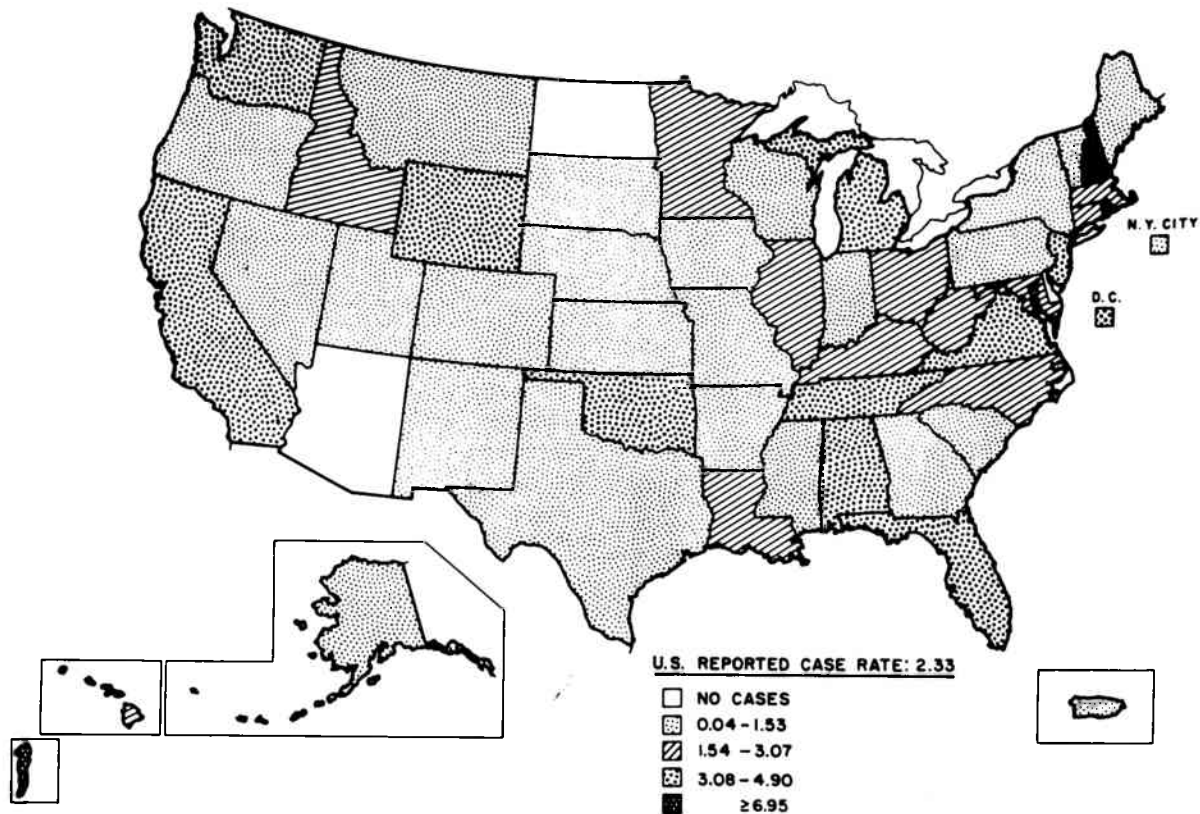 N.Y. CITY
D.C.
U.S. REPORTED CASE RATE: 2.33
NO CASES
0.04–1.53
1.54–3.07
3.08–4.90
≥6.95